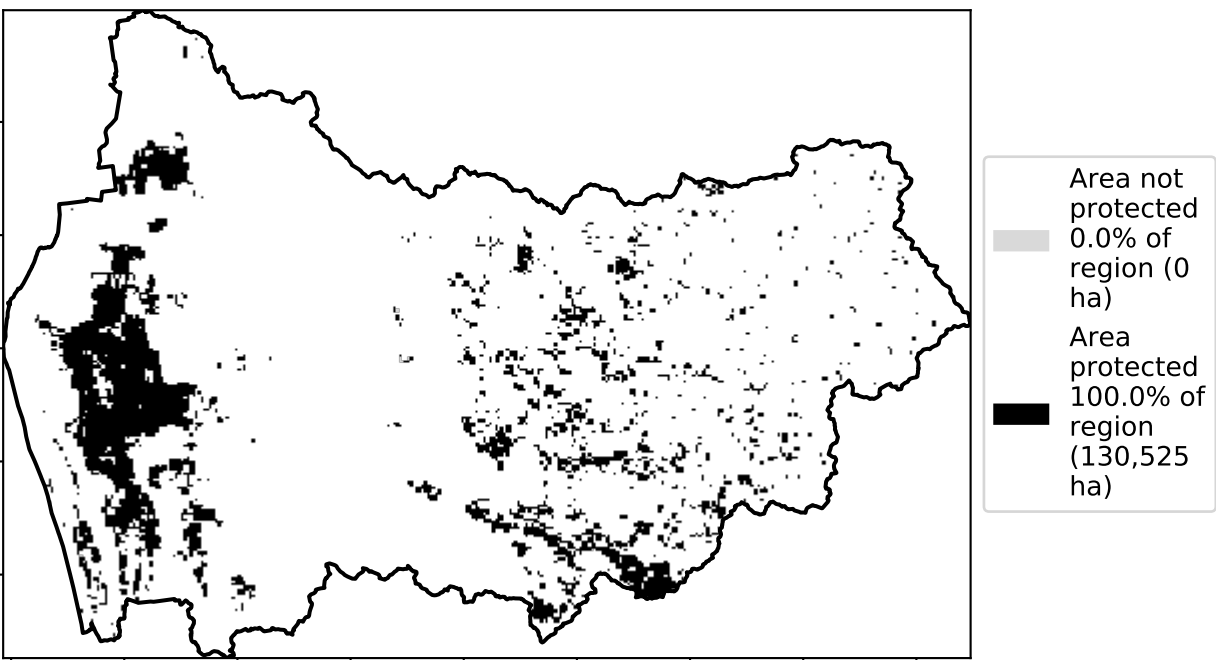 Area not
protected
0.0% of
region (0
ha)
Area
protected
100.0% of
region
(130,525
ha)